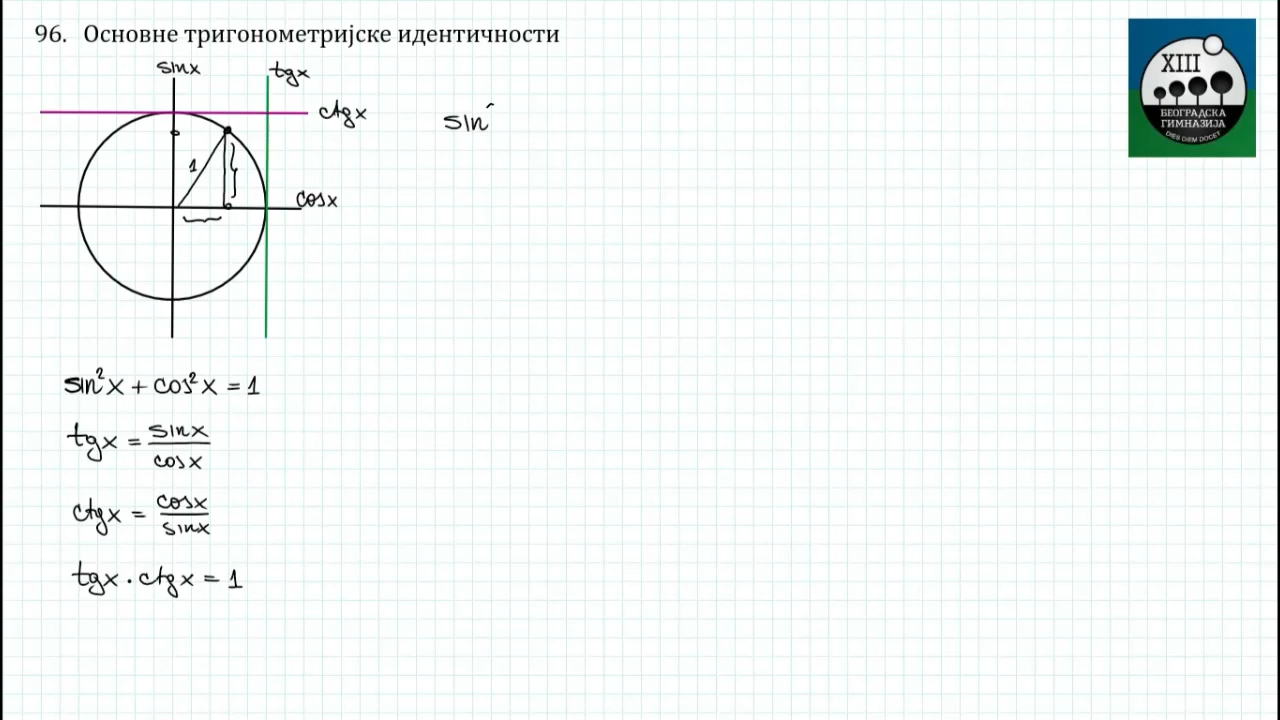 96. Основне тригонометријске идентичности
sinx
tgx
ctgx
sin
1
cosx
sin²x + cos²x = 1
tgx = sinx/cosx
ctgx = cosx/sinx
tgx · ctgx = 1
XIII
БЕОГРАДСКА
ГИМНАЗИЈА
DIES DIEM DOCET